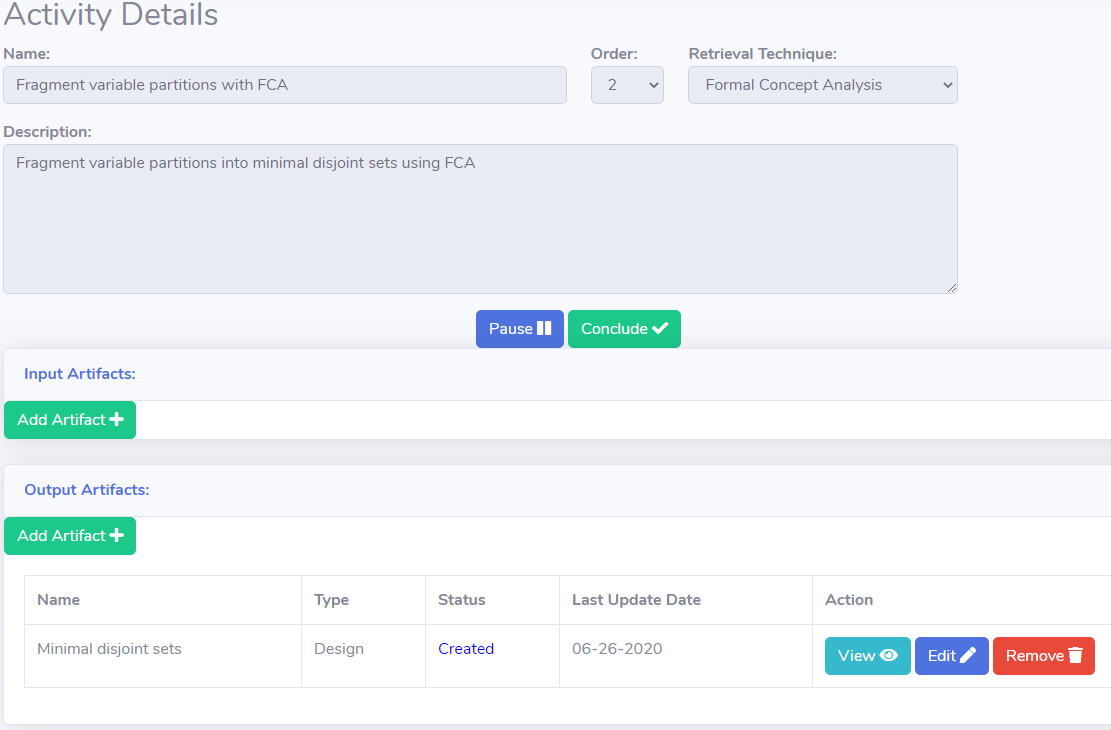 Activity Details
Name: Order: Retrieval Technique:
Fragment variable partitions with FCA 2 Formal Concept Analysis
Description:
Fragment variable partitions into minimal disjoint sets using FCA
Pause Conclude
Input Artifacts:
Add Artifact
Output Artifacts:
Add Artifact
Name Type Status Last Update Date Action
Minimal disjoint sets Design Created 06-26-2020 View Edit Remove